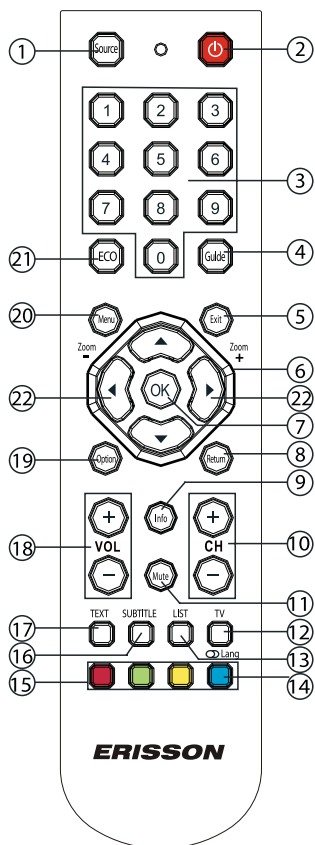 1 Source 2
1 2 3
4 5 6 3
7 8 9
21 ECO 0 Guide 4
20 Menu Exit 5
Zoom - Zoom +
6
22 OK 22
7
19 Option Return 8
9
+ Info + 10
18 VOL CH
− Mute − 11
17 TEXT SUBTITLE LIST TV 12
16 13
Lang
15 14
ERISSON